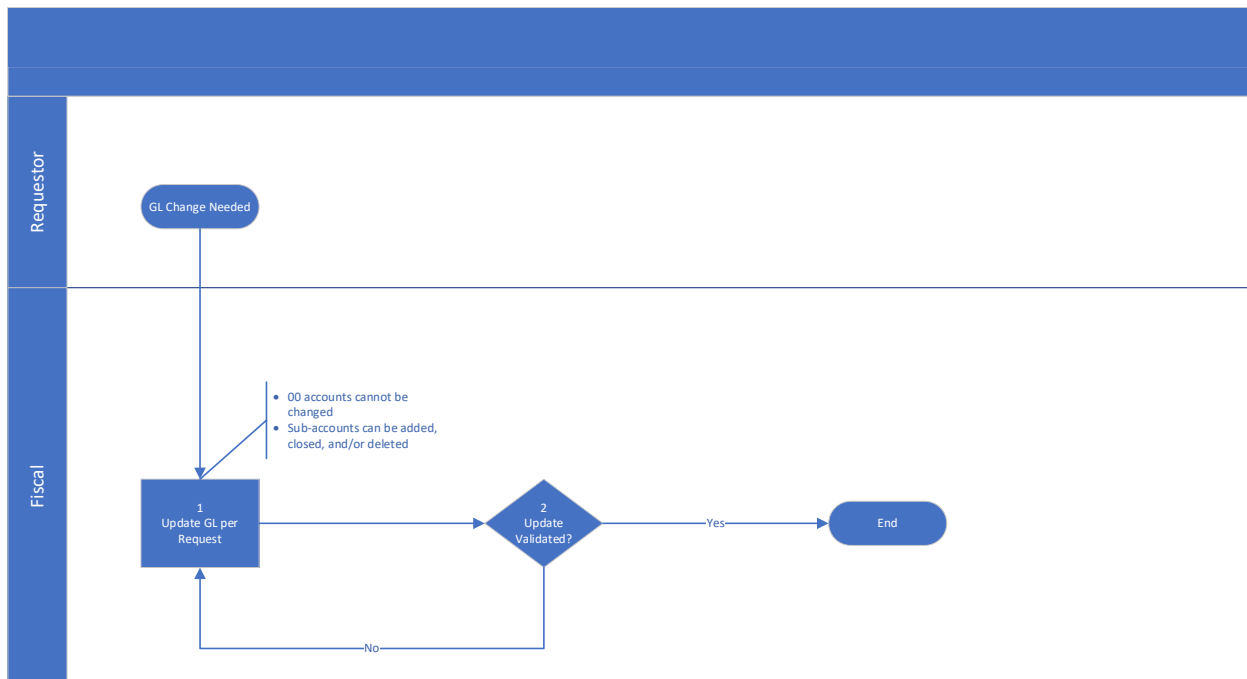 Requestor
GL Change Needed
Fiscal
• 00 accounts cannot be
changed
• Sub-accounts can be added,
closed, and/or deleted
1
Update GL per
Request
2
Update
Validated?
Yes
End
No